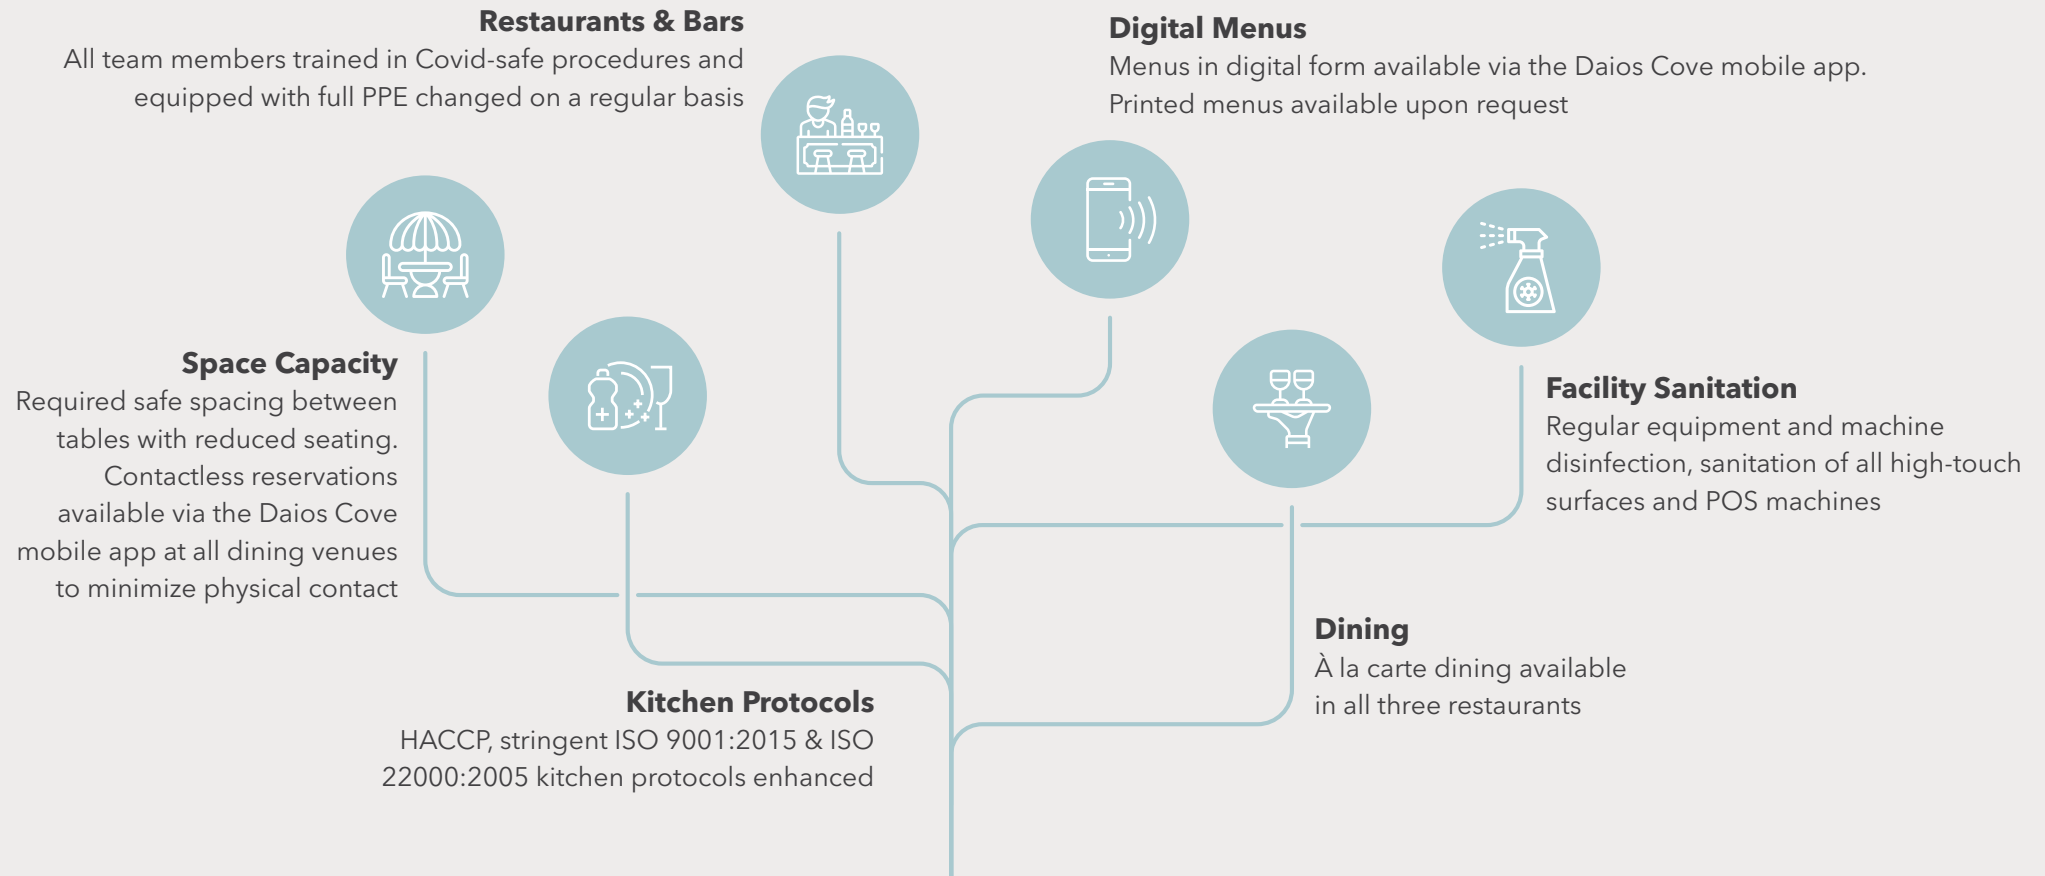 Restaurants & Bars
All team members trained in Covid-safe procedures and
equipped with full PPE changed on a regular basis
Digital Menus
Menus in digital form available via the Daios Cove mobile app.
Printed menus available upon request
Space Capacity
Required safe spacing between
tables with reduced seating.
Contactless reservations
available via the Daios Cove
mobile app at all dining venues
to minimize physical contact
Facility Sanitation
Regular equipment and machine
disinfection, sanitation of all high-touch
surfaces and POS machines
Kitchen Protocols
HACCP, stringent ISO 9001:2015 & ISO
22000:2005 kitchen protocols enhanced
Dining
À la carte dining available
in all three restaurants